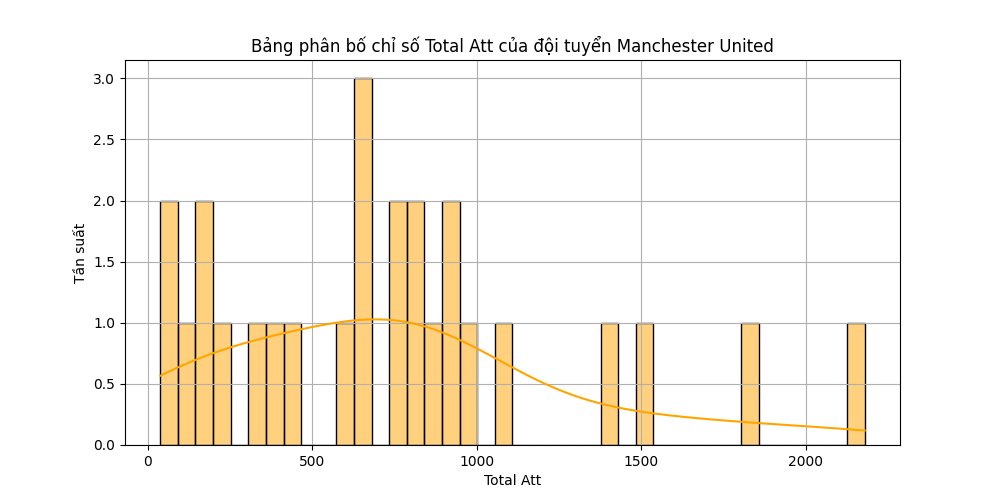 Bảng phân bố chỉ số Total Att của đội tuyển Manchester United
Tần suất
3.0
2.5
2.0
1.5
1.0
0.5
0.0
0 500 1000 1500 2000
Total Att